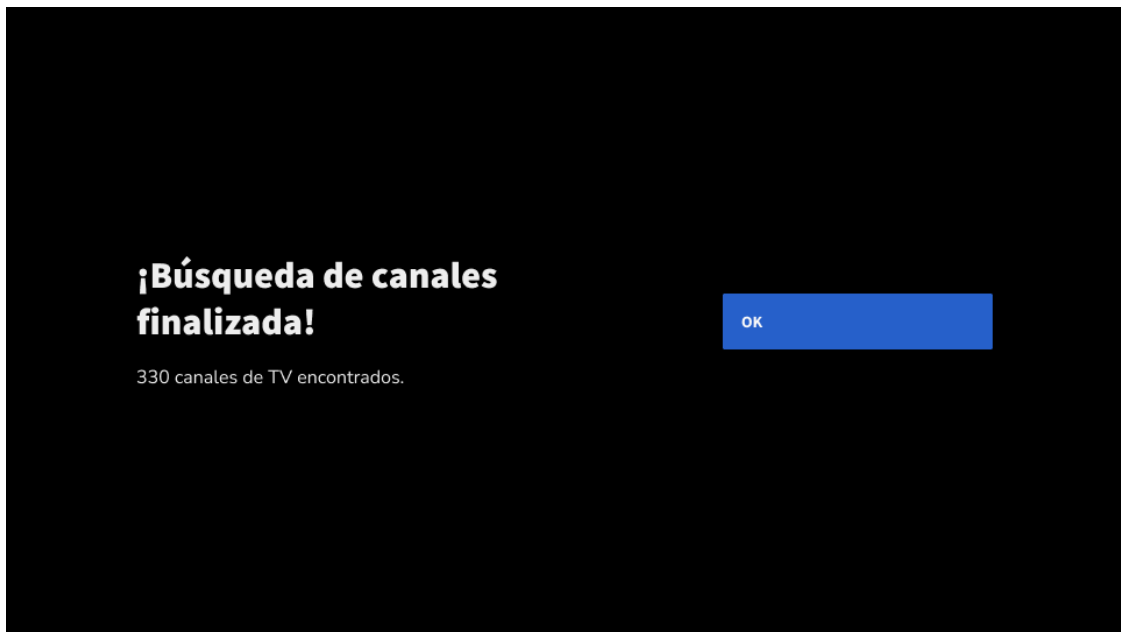 ¡Búsqueda de canales
finalizada!
330 canales de TV encontrados.
OK